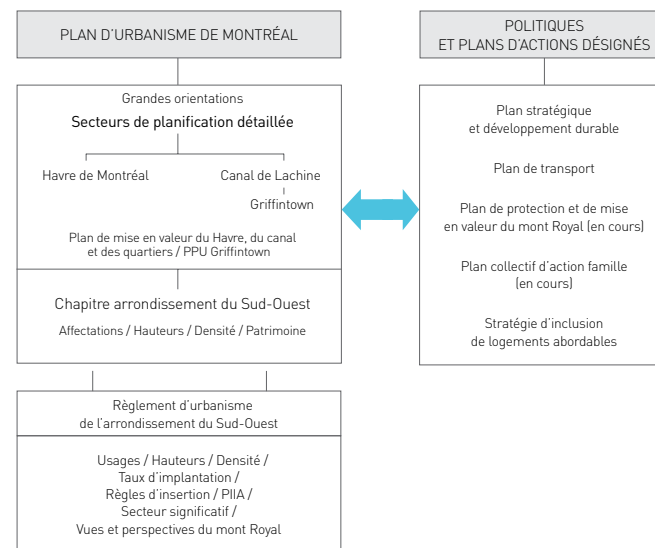 PLAN D'URBANISME DE MONTRÉAL
Grandes orientations
Secteurs de planification détaillée
Havre de Montréal
Canal de Lachine
Griffintown
Plan de mise en valeur du Havre, du canal
et des quartiers / PPU Griffintown
Chapitre arrondissement du Sud-Ouest
Affectations / Hauteurs / Densité / Patrimoine
Règlement d'urbanisme
de l'arrondissement du Sud-Ouest
Usages / Hauteurs / Densité /
Taux d'implantation /
Règles d'insertion / PIIA /
Secteur significatif /
Vues et perspectives du mont Royal
POLITIQUES
ET PLANS D'ACTIONS DÉSIGNÉS
Plan stratégique
et développement durable
Plan de transport
Plan de protection et de mise
en valeur du mont Royal (en cours)
Plan collectif d'action famille
(en cours)
Stratégie d'inclusion
de logements abordables